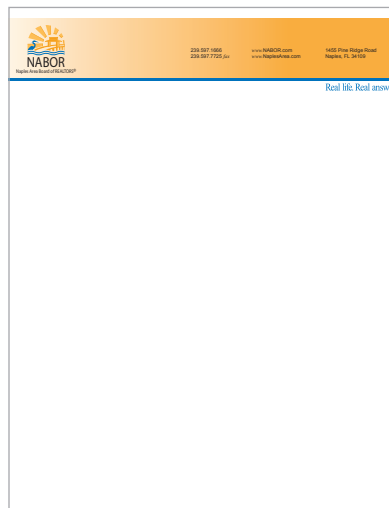 NABOR
Naples Area Board of REALTORS®
239.597.1666
239.597.7725 fax
www.NABOR.com
www.NaplesArea.com
1455 Pine Ridge Road
Naples, FL 34109
Real life. Real answ